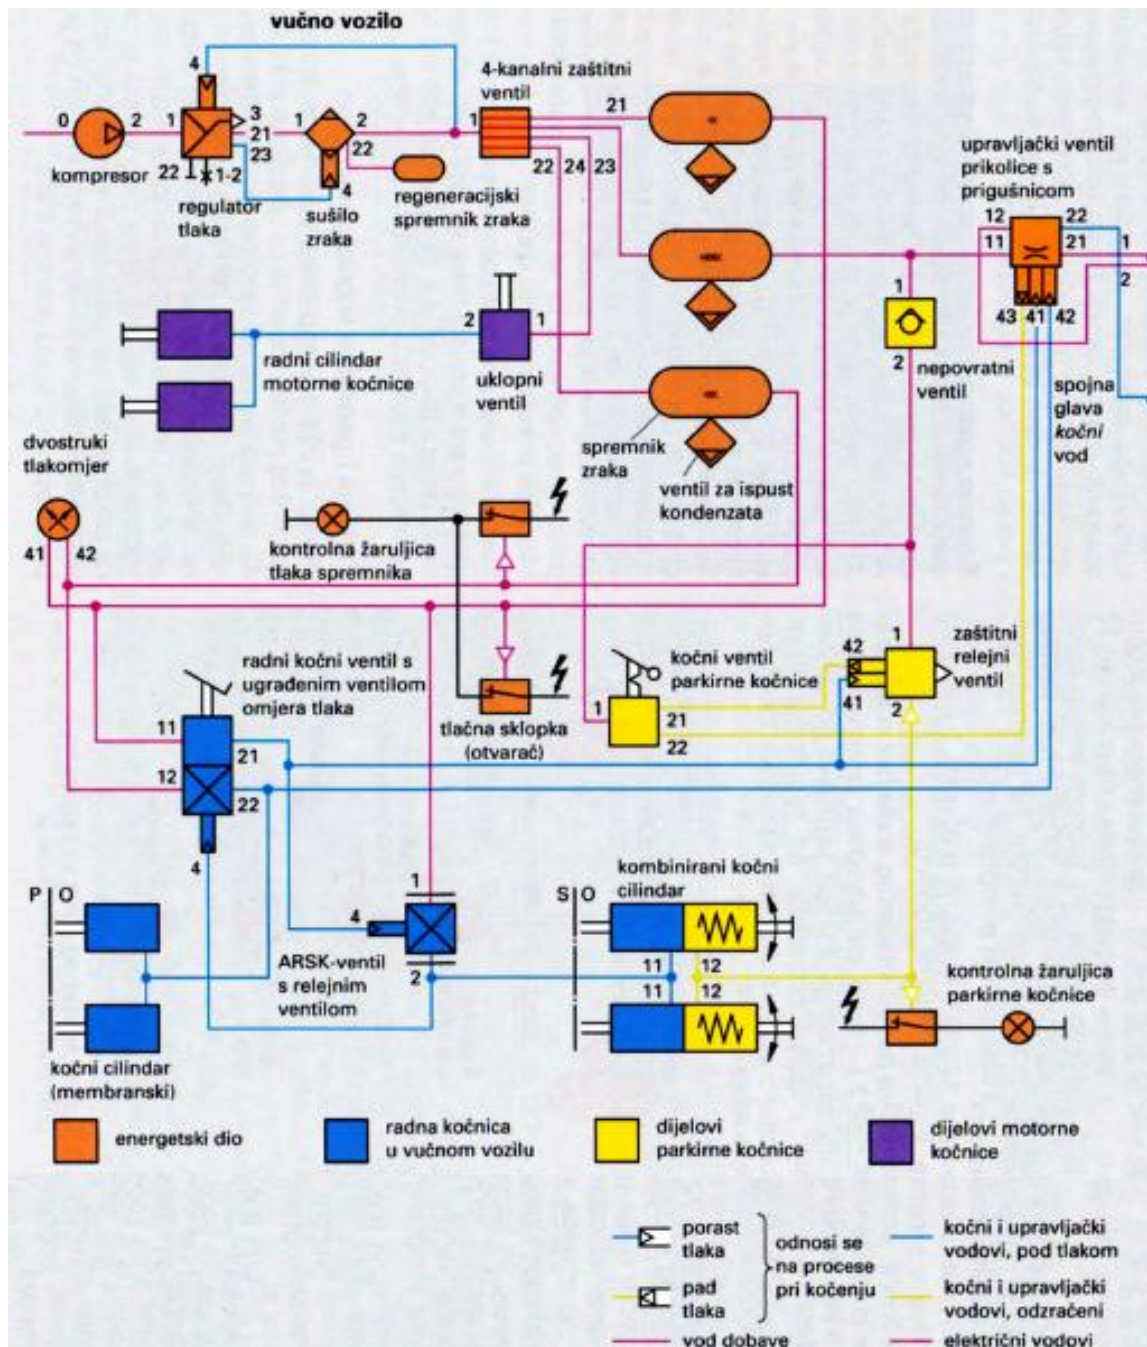 vučno vozilo
4
4-kanalni zaštitni
ventil
21
0
2
1
3
21
23
1
2
22
1
kompresor
22
1-2
4
regulator
tlaka
sušilo
zraka
regeneracijski
spremnik zraka
22
24
23
upravljački ventil
prikolice s
prigušnicom
12
22
11
21
1
2
43
41
42
1
2
nepovratni
ventil
2
1
radni cilindar
motorne kočnice
uklopni
ventil
spojna
glava
kočni
vod
spremnik
zraka
ventil za ispust
kondenzata
dvostruki
tlakomjer
41
42
kontrolna žaruljica
tlaka spremnika
radni kočni ventil s
ugrađenim ventilom
omjera tlaka
11
21
12
22
4
tlačna sklopka
(otvarač)
kočni ventil
parkirne kočnice
1
21
22
42
41
1
2
zaštitni
relejni
ventil
P
O
1
4
2
ARSK-ventil
s relejnim
ventilom
kočni cilindar
(membranski)
kombinirani kočni
cilindar
S
O
11
12
11
12
kontrolna žaruljica
parkirne kočnice
energetski dio
radna kočnica
u vučnom vozilu
dijelovi
parkirne kočnice
dijelovi motorne
kočnice
porast
tlaka
pad
tlaka
odnosi se
na procese
pri kočenju
kočni i upravljački
vodovi, pod tlakom
kočni i upravljački
vodovi, odzračeni
vod dobave
električni vodovi